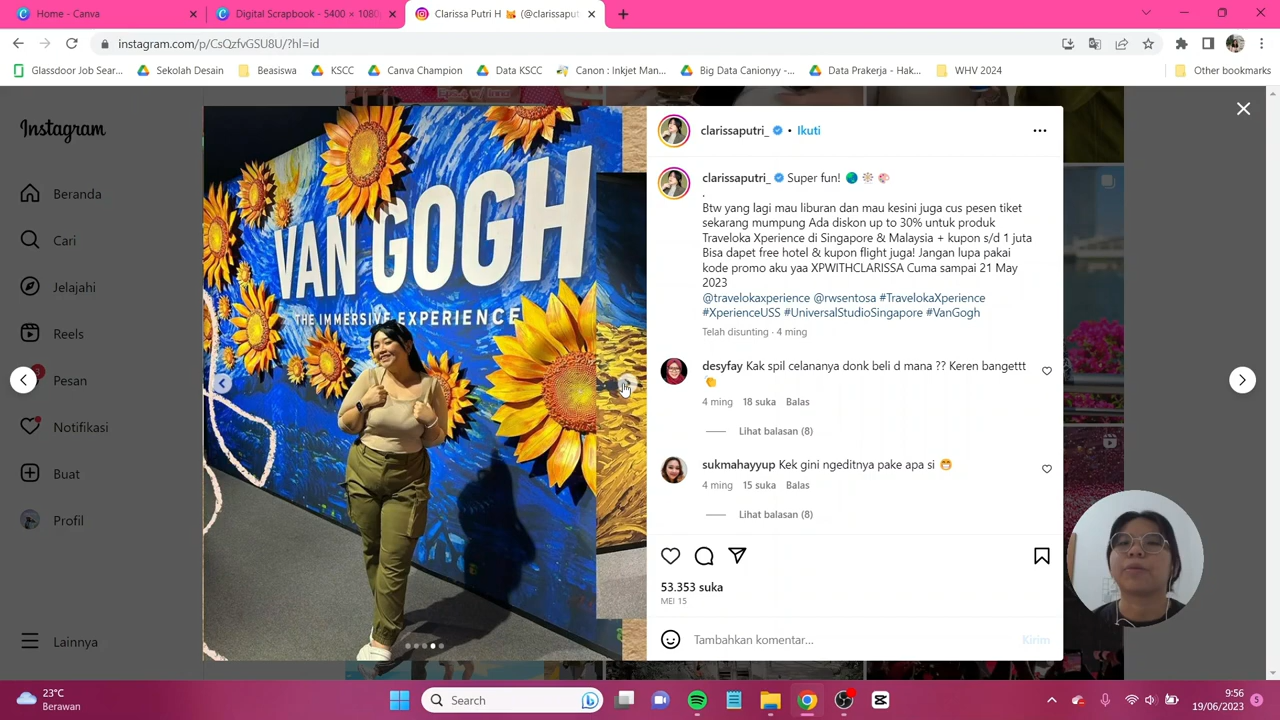 Home - Canva
Digital Scrapbook - 5400 × 1080p
Clarissa Putri H (@clarissaput
instagram.com/p/CsQzfvGSU8U/?hl=id
Glassdoor Job Sear...
Sekolah Desain
Beasiswa
KSCC
Canva Champion
Data KSCC
Canon : Inkjet Man...
Big Data Canionyy -...
Data Prakerja - Hak...
WHV 2024
Other bookmarks
Instagram
Beranda
Cari
Jelajahi
Reels
Pesan
Notifikasi
Buat
Profil
Lainnya
VAN GOGH
THE IMMERSIVE EXPERIENCE
clarissaputri_ • Ikuti
clarissaputri_ Super fun!
.
Btw yang lagi mau liburan dan mau kesini juga cus pesen tiket
sekarang mumpung Ada diskon up to 30% untuk produk
Traveloka Xperience di Singapore & Malaysia + kupon s/d 1 juta
Bisa dapet free hotel & kupon flight juga! Jangan lupa pakai
kode promo aku yaa XPWITHCLARISSA Cuma sampai 21 May
2023
@travelokaxperience @rwsentosa #TravelokaXperience
#XperienceUSS #UniversalStudioSingapore #VanGogh
Telah disunting · 4 ming
desyfay Kak spil celananya donk beli d mana ?? Keren bangettt
4 ming 18 suka Balas
Lihat balasan (8)
sukmahayyup Kek gini ngeditnya pake apa si
4 ming 15 suka Balas
Lihat balasan (8)
53.353 suka
MEI 15
Tambahkan komentar...
Kirim
23°C
Berawan
Search
9:56
19/06/2023